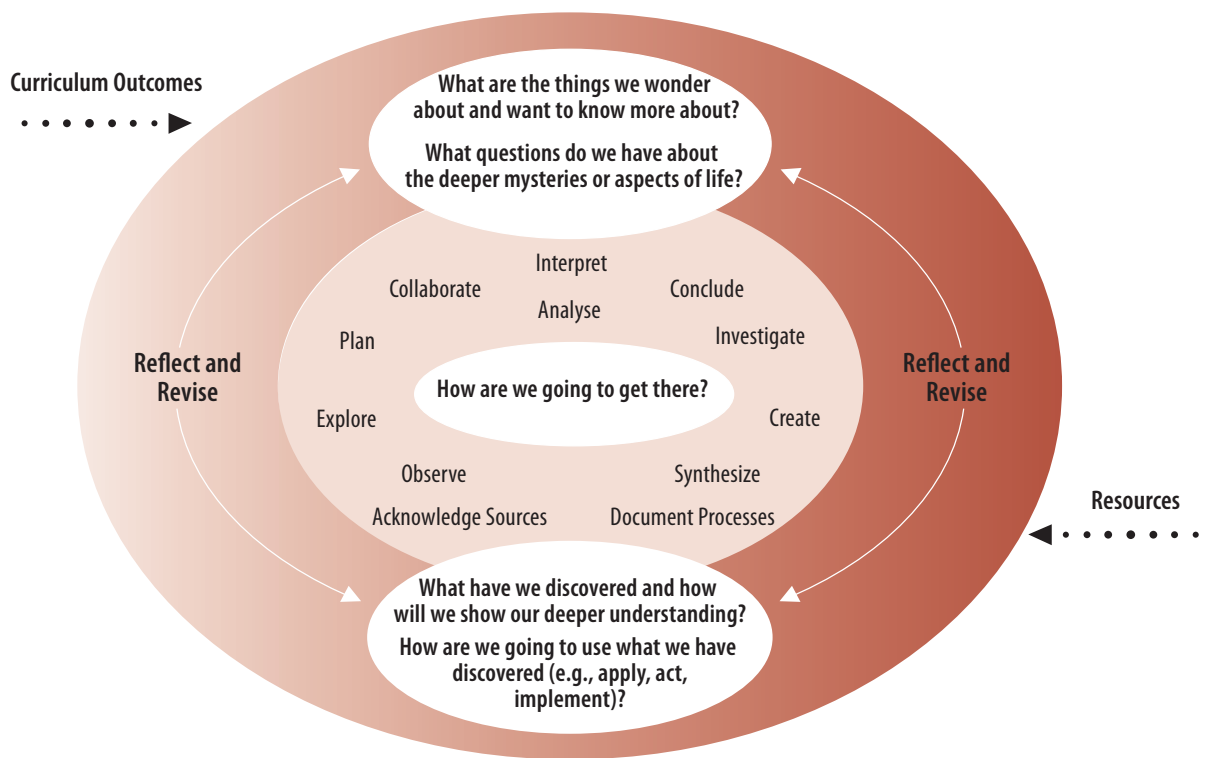 Curriculum Outcomes
What are the things we wonder
about and want to know more about?
What questions do we have about
the deeper mysteries or aspects of life?
Interpret
Collaborate
Conclude
Analyse
Plan
Investigate
Reflect and
Revise
How are we going to get there?
Reflect and
Revise
Explore
Create
Observe
Synthesize
Acknowledge Sources
Document Processes
Resources
What have we discovered and how
will we show our deeper understanding?
How are we going to use what we have
discovered (e.g., apply, act,
implement)?